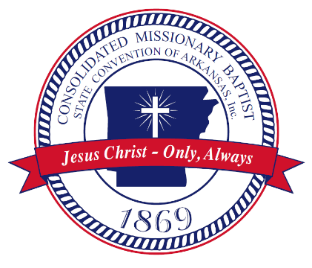 CONSOLIDATED MISSIONARY BAPTIST
STATE CONVENTION OF ARKANSAS, Inc.
Jesus Christ - Only, Always
1869